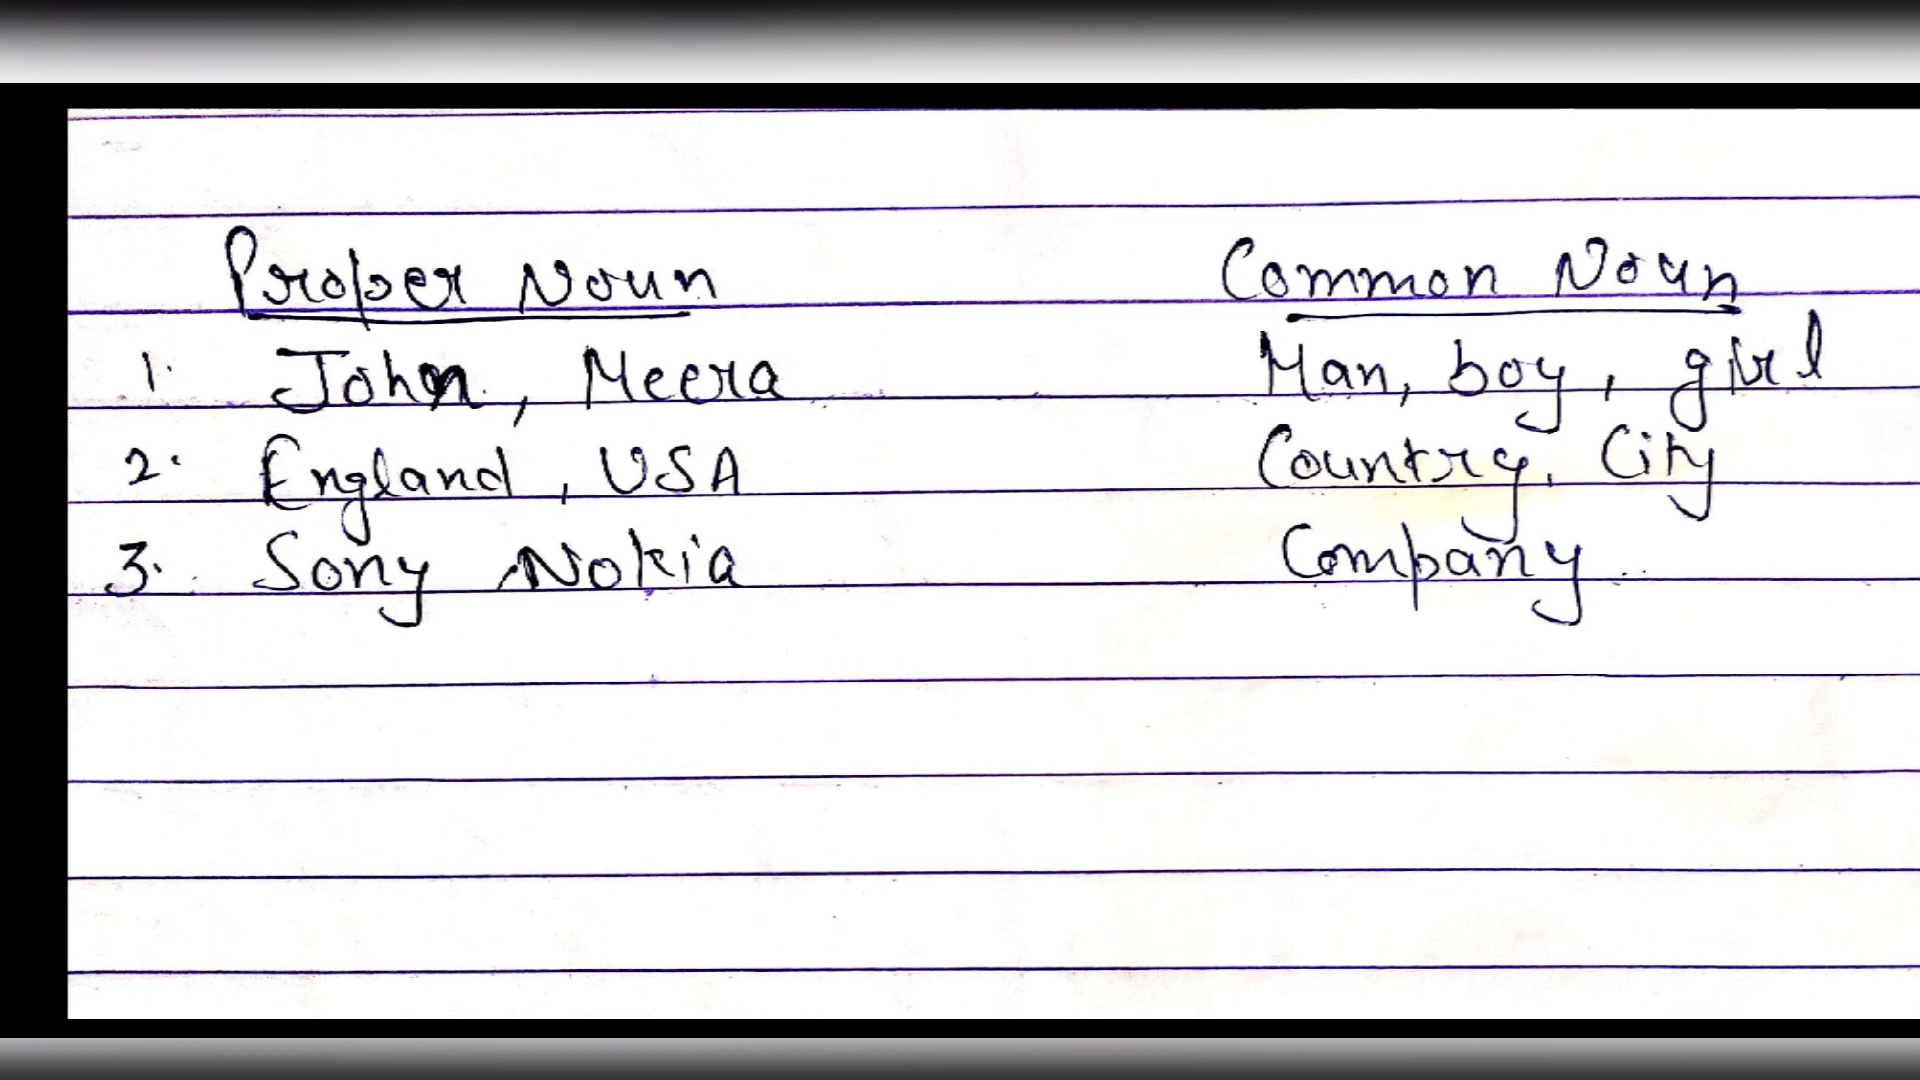 Proper Noun Common Noun
1. John, Meera Man, boy, girl
2. England, USA Country, City
3. Sony Nokia Company